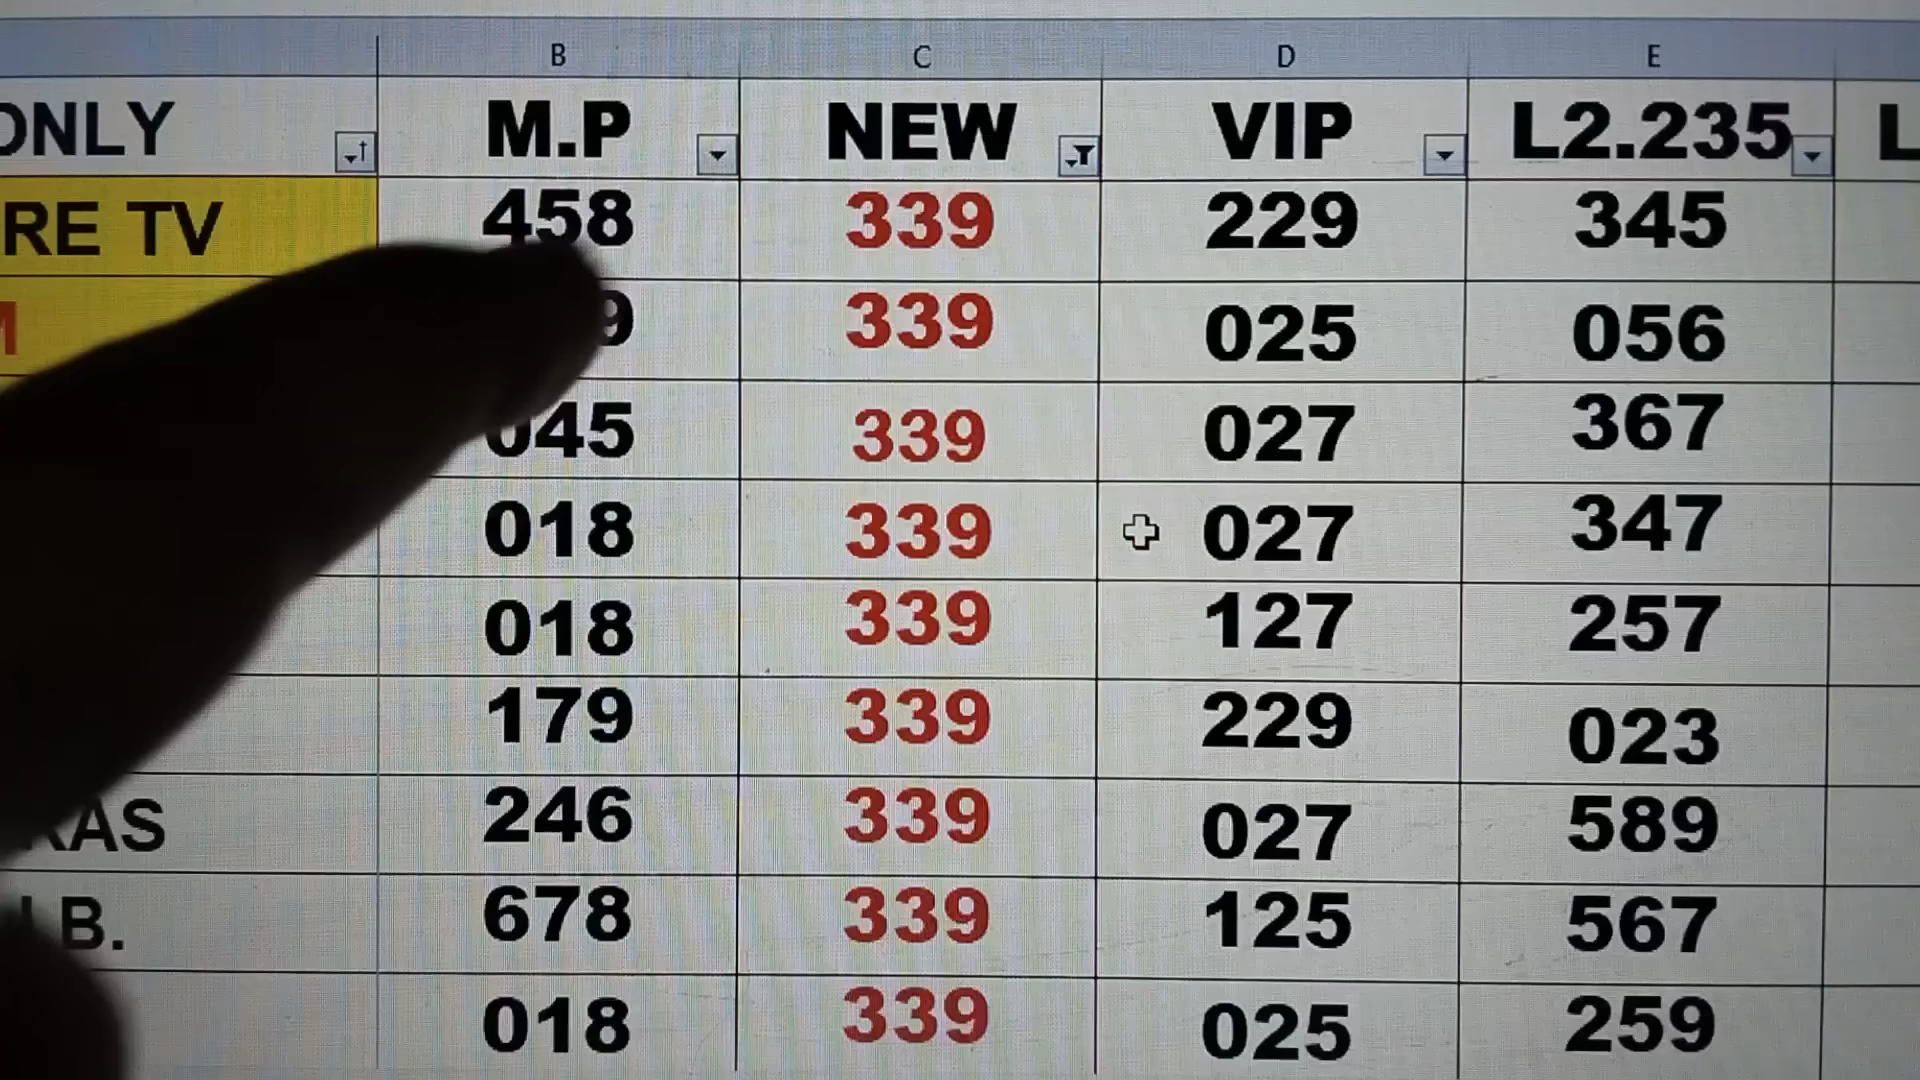 B C D E
ONLY M.P NEW VIP L2.235 L
RE TV 458 339 229 345
M 9 339 025 056
045 339 027 367
018 339 027 347
018 339 127 257
179 339 229 023
KAS 246 339 027 589
B. 678 339 125 567
018 339 025 259